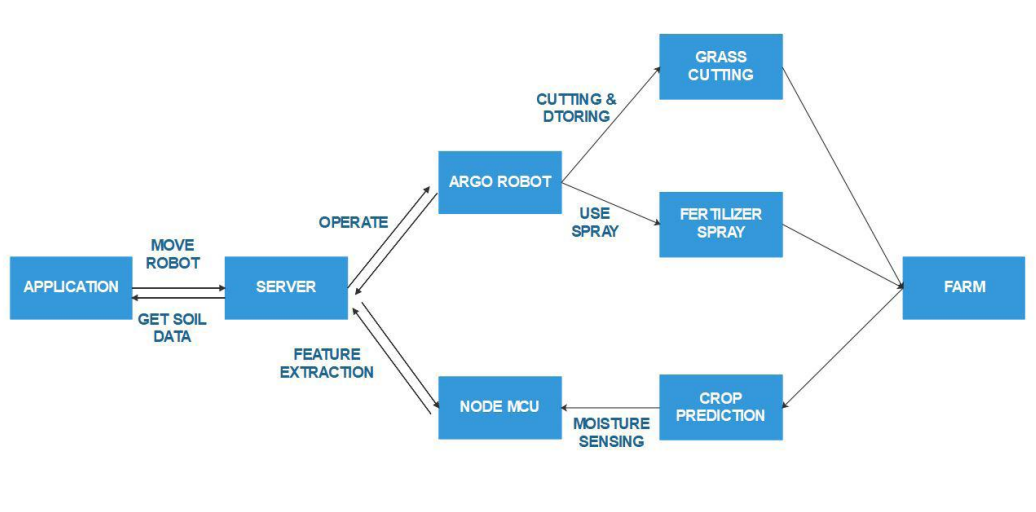 GRASS
CUTTING
CUTTING &
DTORING
ARGO ROBOT
USE
SPRAY
FERTILIZER
SPRAY
OPERATE
MOVE
ROBOT
APPLICATION
SERVER
FARM
GET SOIL
DATA
FEATURE
EXTRACTION
NODE MCU
MOISTURE
SENSING
CROP
PREDICTION